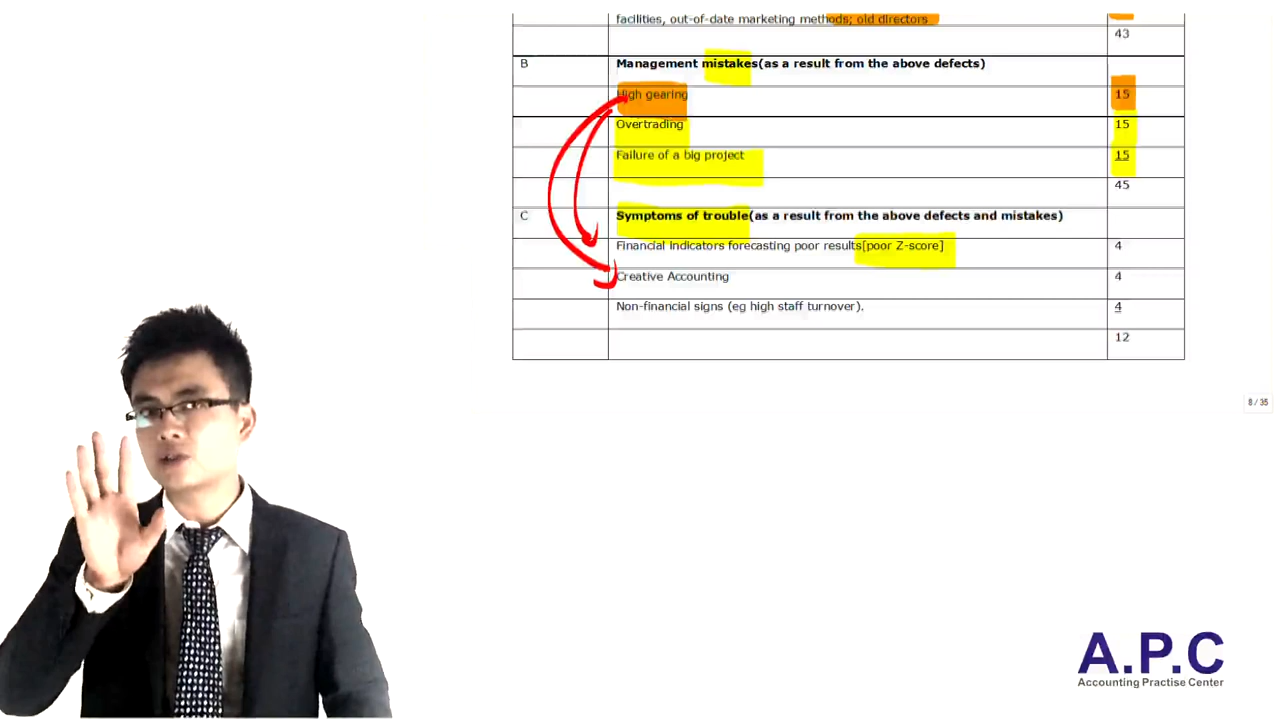 facilities, out-of-date marketing methods; old directors
43
B Management mistakes(as a result from the above defects)
High gearing 15
Overtrading 15
Failure of a big project 15
45
C Symptoms of trouble(as a result from the above defects and mistakes)
Financial indicators forecasting poor results[poor Z-score] 4
Creative Accounting 4
Non-financial signs (eg high staff turnover). 4
12
8 / 35
A.P.C
Accounting Practise Center